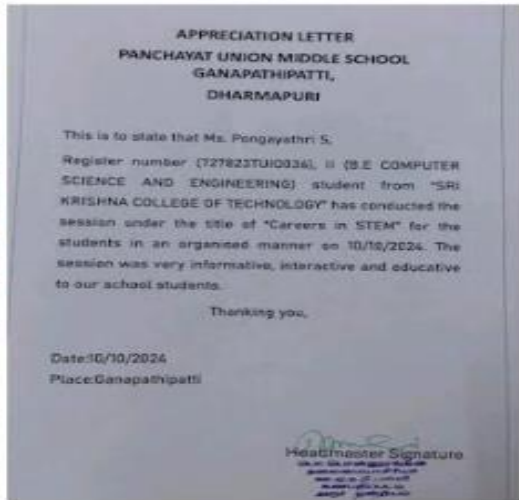 APPRECIATION LETTER
PANCHAYAT UNION MIDDLE SCHOOL
GANAPATHIPATTI,
DHARMAPURI
This is to state that Ms. Pongayathri S,
Register number (727823TUIO036), II (B.E COMPUTER
SCIENCE AND ENGINEERING) student from "SRI
KRISHNA COLLEGE OF TECHNOLOGY" has conducted the
session under the title of "Careers in STEM" for the
students in an organised manner on 10/10/2024. The
session was very informative, interactive and educative
to our school students.
Thanking you,
Date:10/10/2024
Place:Ganapathipatti
Headmaster Signature